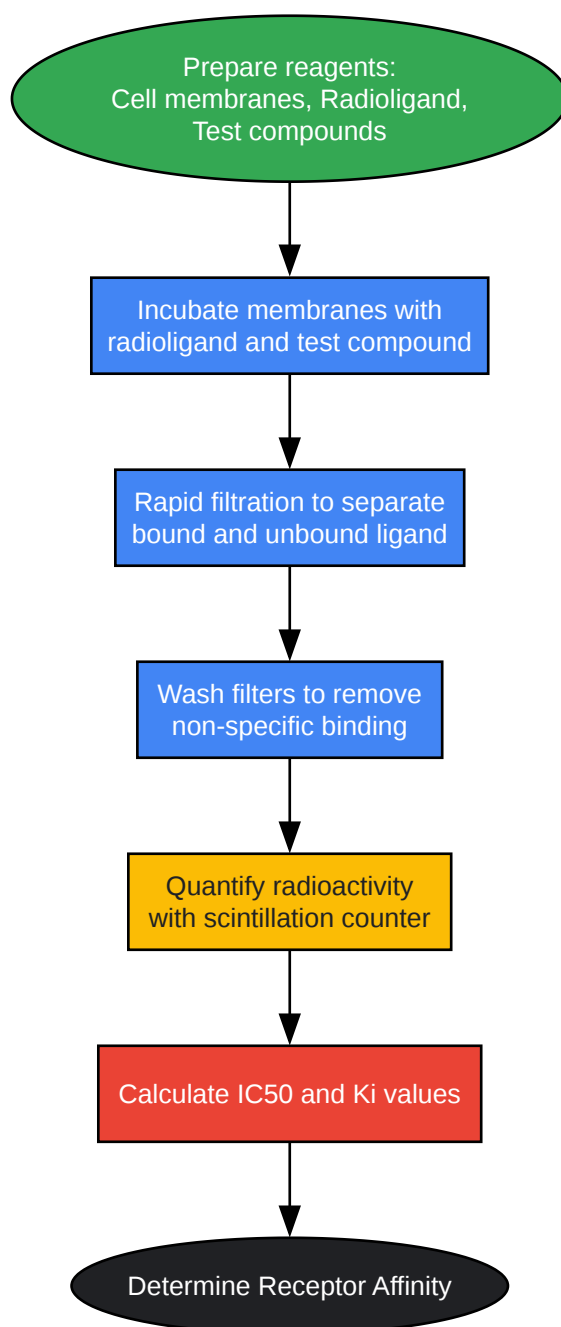 Prepare reagents:
Cell membranes, Radioligand,
Test compounds
Incubate membranes with
radioligand and test compound
Rapid filtration to separate
bound and unbound ligand
Wash filters to remove
non-specific binding
Quantify radioactivity
with scintillation counter
Calculate IC50 and Ki values
Determine Receptor Affinity